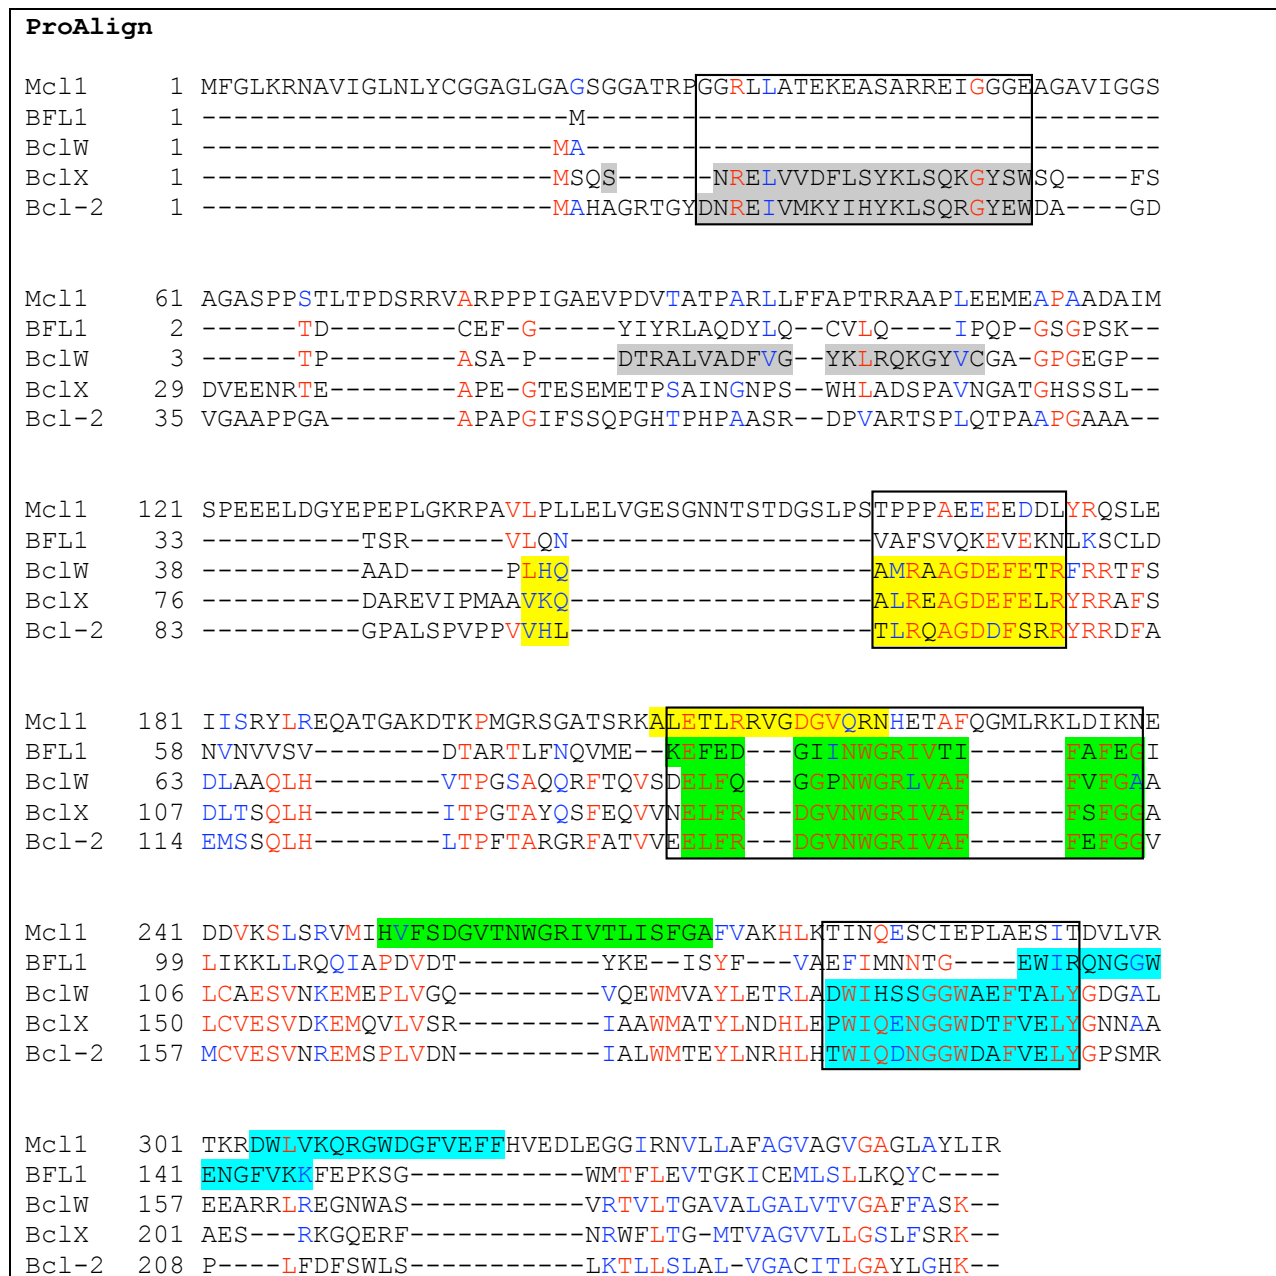 ProAlign
Mcl1 1 MFGLKRNAVIGLNLYCGGAGLGAGSGGATRPGGRLLATEKEASARREIGGGEAGAVIGGS
BFL1 1 -----------------------M------------------------------------
BclW 1 ----------------------MA------------------------------------
BclX 1 ----------------------MSQS------NRELVVDFLSYKLSQKGYSWSQ----FS
Bcl-2 1 ----------------------MAHAGRTGYDNREIVMKYIHYKLSQRGYEWDA----GD
Mcl1 61 AGASPPSTLTPDSRRVARPPPIGAEVPDVTATPARLLFFAPTRRAAPLEEMEAPAADAIM
BFL1 2 ------TD--------CEF-G-----YIYRLAQDYLQ--CVLQ----IPQP-GSGPSK--
BclW 3 ------TP--------ASA-P-----DTRALVADFVG--YKLRQKGYVCGA-GPGEGP--
BclX 29 DVEENRTE--------APE-GTESEMETPSAINGNPS--WHLADSPAVNGATGHSSSL--
Bcl-2 35 VGAAPPGA--------APAPGIFSSQPGHTPHPAASR--DPVARTSPLQTPAAPGAAA--
Mcl1 121 SPEEELDGYEPEPLGKRPAVLPLLELVGESGNNTSTDGSLPSTPPPAEEEEDDLYRQSLE
BFL1 33 ----------TSR------VLQN-------------------VAFSVQKEVEKNLKSCLD
BclW 38 ----------AAD------PLHQ-------------------AMRAAGDEFETRFRRTFS
BclX 76 ----------DAREVIPMAAVKQ-------------------ALREAGDEFELRYRRAFS
Bcl-2 83 ----------GPALSPVPPVVHL-------------------TLRQAGDDFSRRYRRDFA
Mcl1 181 IISRYLREQATGAKDTKPMGRSGATSRKALETLRRVGDGVQRNHETAFQGMLRKLDIKNE
BFL1 58 NVNVVSV--------DTARTLFNQVME--KEFED---GIINWGRIVTI------FAFEGI
BclW 63 DLAAQLH--------VTPGSAQQRFTQVSDELFQ---GGPNWGRLVAF------FVFGAA
BclX 107 DLTSQLH--------ITPGTAYQSFEQVVNELFR---DGVNWGRIVAF------FSFGGA
Bcl-2 114 EMSSQLH--------LTPFTARGRFATVVEELFR---DGVNWGRIVAF------FEFGGV
Mcl1 241 DDVKSLSRVMIHVFSDGVTNWGRIVTLISFGAFVAKHLKTINQESCIEPLAESITDVLVR
BFL1 99 LIKKLLRQQIAPDVDT---------YKE--ISYF---VAEFIMNNTG----EWIRQNGGW
BclW 106 LCAESVNKEMEPLVGQ---------VQEWMVAYLETRLADWIHSSGGWAEFTALYGDGAL
BclX 150 LCVESVDKEMQVLVSR---------IAAWMATYLNDHLEPWIQENGGWDTFVELYGNNAA
Bcl-2 157 MCVESVNREMSPLVDN---------IALWMTEYLNRHLHTWIQDNGGWDAFVELYGPSMR
Mcl1 301 TKRDWLVKQRGWDGFVEFFHVEDLEGGIRNVLLAFAGVAGVGAGLAYLIR
BFL1 141 ENGFVKKFEPKSG-----------WMTFLEVTGKICEMLSLLKQYC----
BclW 157 EEARRLREGNWAS-----------VRTVLTGAVALGALVTVGAFFASK--
BclX 201 AES---RKGQERF-----------NRWFLTG-MTVAGVVLLGSLFSRK--
Bcl-2 208 P----LFDFSWLS-----------LKTLLSLAL-VGACITLGAYLGHK--